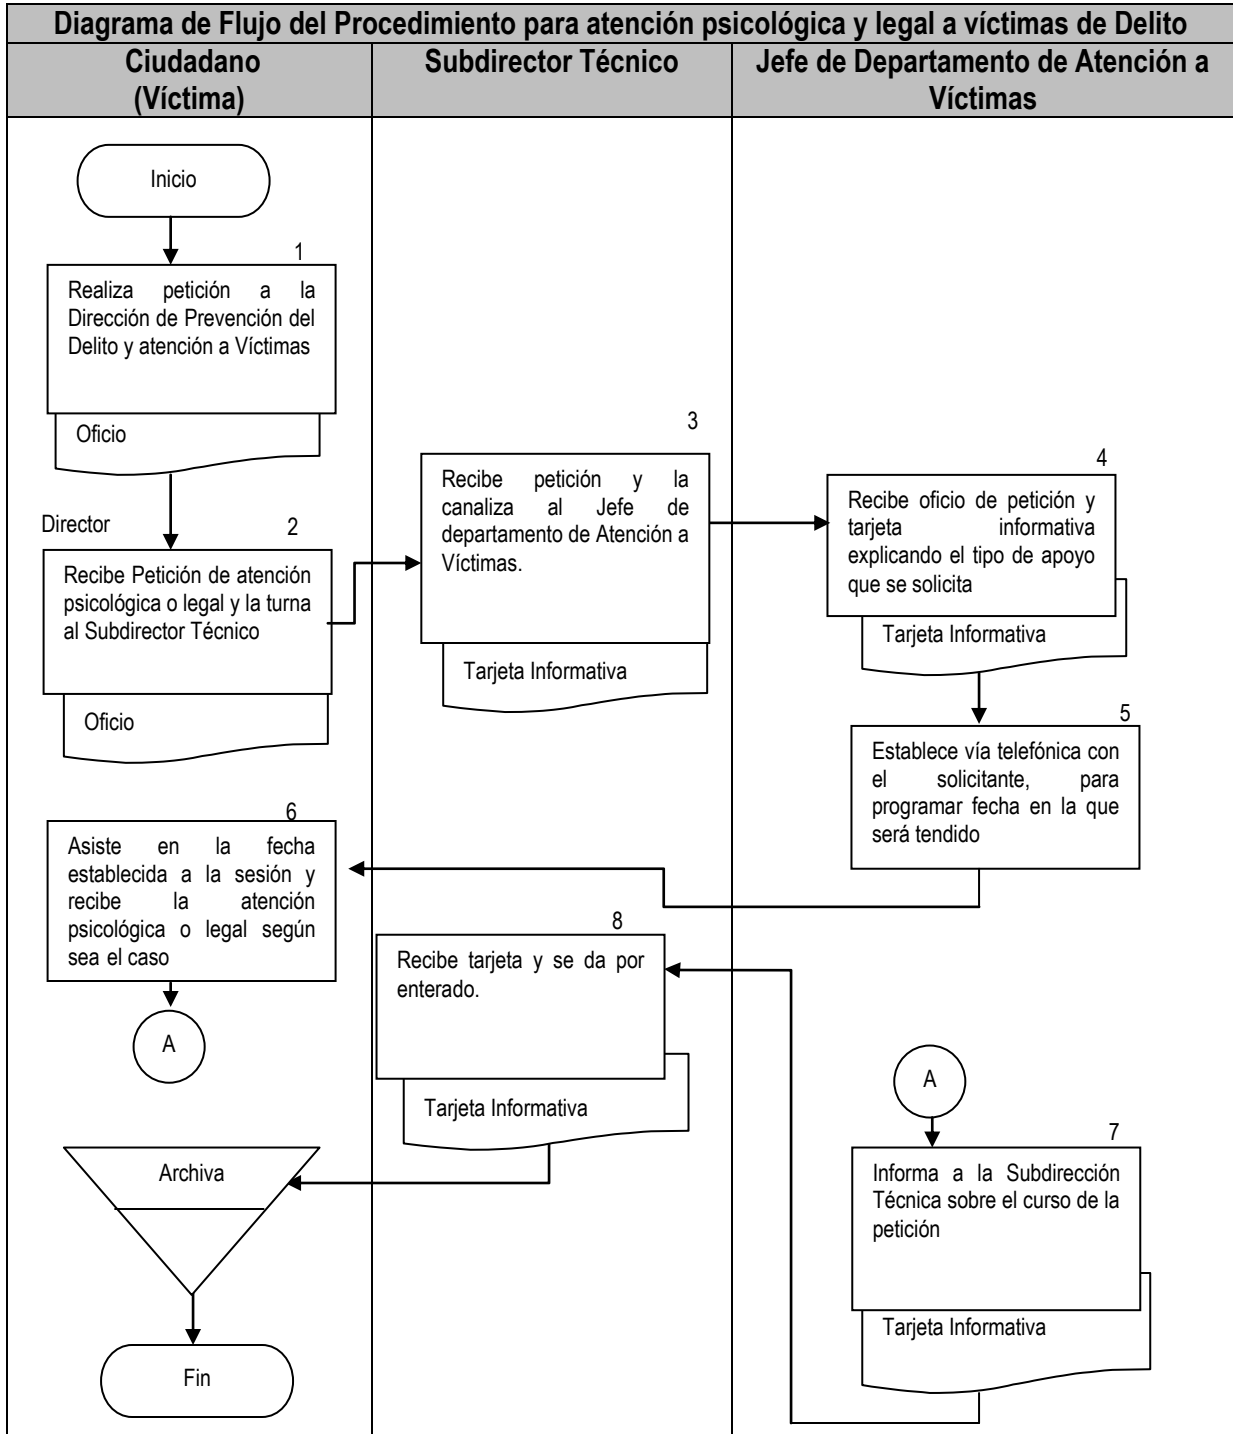 Diagrama de Flujo del Procedimiento para atención psicológica y legal a víctimas de Delito
Ciudadano
(Víctima)
Subdirector Técnico
Jefe de Departamento de Atención a
Víctimas
Inicio
1
Realiza petición a la
Dirección de Prevención del
Delito y atención a Víctimas
Oficio
Director
2
Recibe Petición de atención
psicológica o legal y la turna
al Subdirector Técnico
Oficio
3
Recibe petición y la
canaliza al Jefe de
departamento de Atención a
Víctimas.
Tarjeta Informativa
4
Recibe oficio de petición y
tarjeta informativa
explicando el tipo de apoyo
que se solicita
Tarjeta Informativa
5
Establece vía telefónica con
el solicitante, para
programar fecha en la que
será tendido
6
Asiste en la fecha
establecida a la sesión y
recibe la atención
psicológica o legal según
sea el caso
A
A
7
Informa a la Subdirección
Técnica sobre el curso de la
petición
Tarjeta Informativa
8
Recibe tarjeta y se da por
enterado.
Tarjeta Informativa
Archiva
Fin